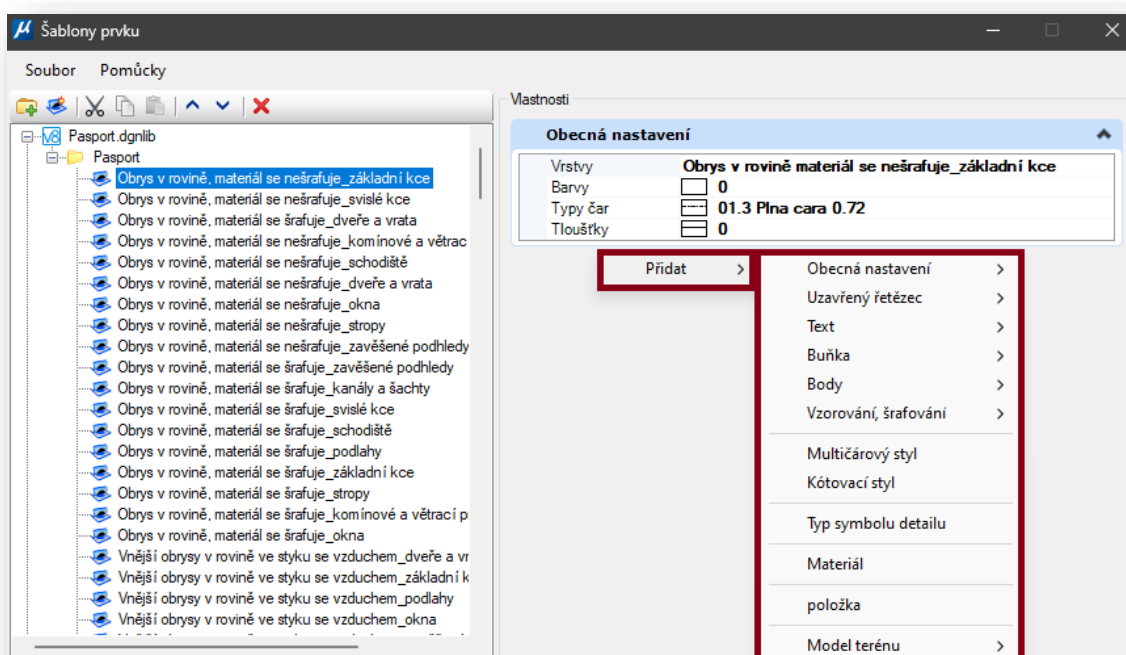 Šablony prvku
Soubor Pomůcky
Vlastnosti
Pasport.dgnlib
Pasport
Obrys v rovině, materiál se nešrafuje_základní kce
Obrys v rovině, materiál se nešrafuje_svislé kce
Obrys v rovině, materiál se šrafuje_dveře a vrata
Obrys v rovině, materiál se nešrafuje_komínové a větrac
Obrys v rovině, materiál se nešrafuje_schodiště
Obrys v rovině, materiál se nešrafuje_dveře a vrata
Obrys v rovině, materiál se nešrafuje_okna
Obrys v rovině, materiál se nešrafuje_stropy
Obrys v rovině, materiál se nešrafuje_zavěšené podhledy
Obrys v rovině, materiál se šrafuje_zavěšené podhledy
Obrys v rovině, materiál se šrafuje_kanály a šachty
Obrys v rovině, materiál se šrafuje_svislé kce
Obrys v rovině, materiál se šrafuje_schodiště
Obrys v rovině, materiál se šrafuje_podlahy
Obrys v rovině, materiál se šrafuje_základní kce
Obrys v rovině, materiál se šrafuje_stropy
Obrys v rovině, materiál se šrafuje_komínové a větrací p
Obrys v rovině, materiál se šrafuje_okna
Vnější obrysy v rovině ve styku se vzduchem_dveře a vr
Vnější obrysy v rovině ve styku se vzduchem_základní k
Vnější obrysy v rovině ve styku se vzduchem_podlahy
Vnější obrysy v rovině ve styku se vzduchem_okna
Obecná nastavení
Vrstvy Obrys v rovině materiál se nešrafuje_základní kce
Barvy 0
Typy čar 01.3 Plna cara 0.72
Tloušťky 0
Přidat
Obecná nastavení
Uzavřený řetězec
Text
Buňka
Body
Vzorování, šrafování
Multičárový styl
Kótovací styl
Typ symbolu detailu
Materiál
položka
Model terénu